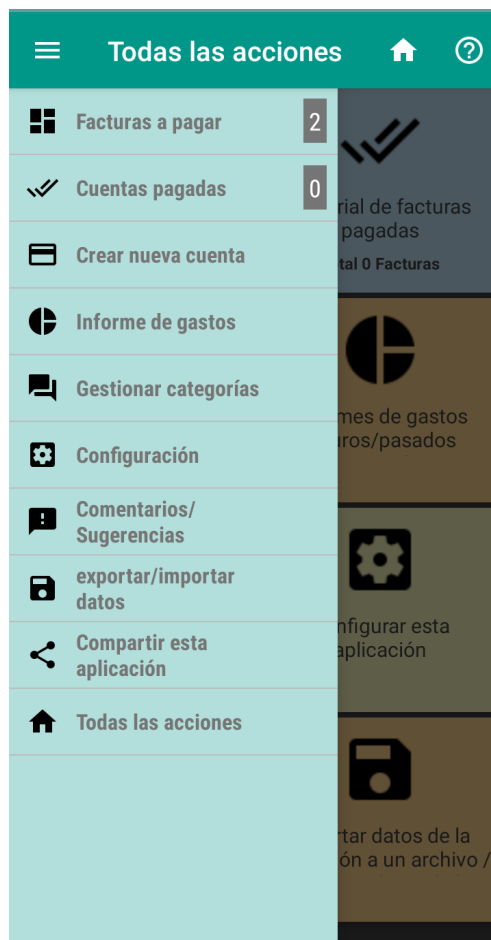 Todas las acciones
Facturas a pagar 2
Cuentas pagadas 0
Crear nueva cuenta
Informe de gastos
Gestionar categorías
Configuración
Comentarios/
Sugerencias
exportar/importar
datos
Compartir esta
aplicación
Todas las acciones
rial de facturas
pagadas
tal 0 Facturas
mes de gastos
uros/pasados
nfigurar esta
aplicación
rtar datos de la
ón a un archivo /